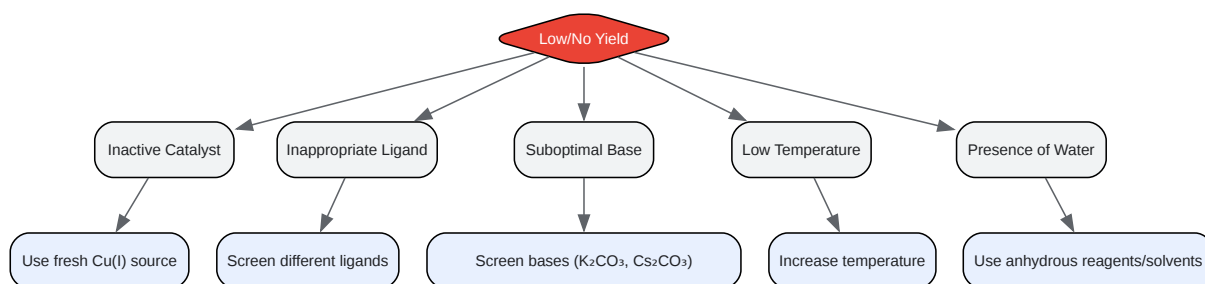 Low/No Yield
Inactive Catalyst
Inappropriate Ligand
Suboptimal Base
Low Temperature
Presence of Water
Use fresh Cu(I) source
Screen different ligands
Screen bases (K₂CO₃, Cs₂CO₃)
Increase temperature
Use anhydrous reagents/solvents